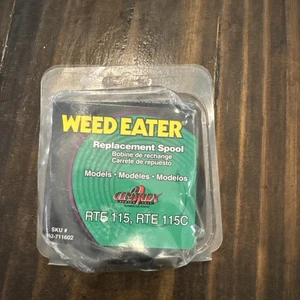 WEED EATER
Replacement Spool
Bobine de rechange
Carrete de repuesto
Models • Modèles • Modelos
RTE 115, RTE 115C
SKU #